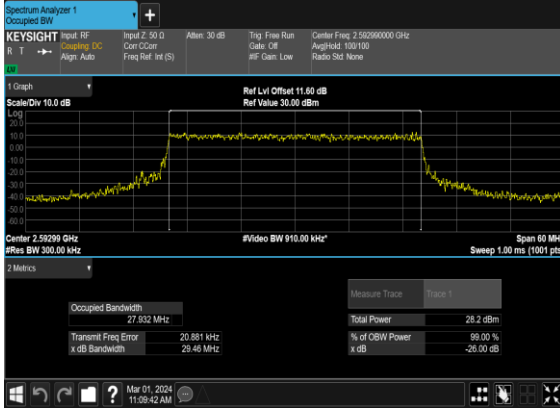 Spectrum Analyzer 1
Occupied BW
+
KEYSIGHT Input: RF Input Z: 50 Ω Atten: 30 dB Trig: Free Run Center Freq: 2.592990000 GHz
R T Coupling: DC Corr CCorr Gate: Off Avg|Hold: 100/100
Align: Auto Freq Ref: Int (S) #IF Gain: Low Radio Std: None
1 Graph
Scale/Div 10.0 dB Ref Lvl Offset 11.60 dB
Ref Value 30.00 dBm
Log
20.0
10.0
0.00
-10.0
-20.0
-30.0
-40.0
-50.0
-60.0
Center 2.59299 GHz #Video BW 910.00 kHz* Span 60 MH
#Res BW 300.00 kHz Sweep 1.00 ms (1001 pts
2 Metrics
Measure Trace Trace 1
Occupied Bandwidth
27.932 MHz Total Power 28.2 dBm
Transmit Freq Error 20.881 kHz % of OBW Power 99.00 %
x dB Bandwidth 29.46 MHz x dB -26.00 dB
? Mar 01, 2024
11:09:42 AM